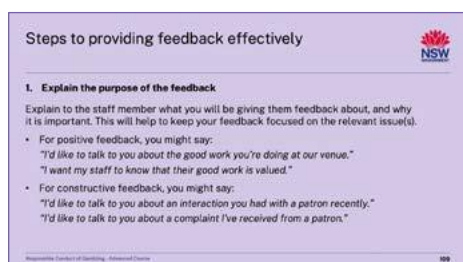 Steps to providing feedback effectively
NSW
GOVERNMENT
1. Explain the purpose of the feedback
Explain to the staff member what you will be giving them feedback about, and why
it is important. This will help to keep your feedback focused on the relevant issue(s).
• For positive feedback, you might say:
"I'd like to talk to you about the good work you're doing at our venue."
"I want my staff to know that their good work is valued."
• For constructive feedback, you might say:
"I'd like to talk to you about an interaction you had with a patron recently."
"I'd like to talk to you about a complaint I've received from a patron."
Responsible Conduct of Gambling - Advanced Course
109